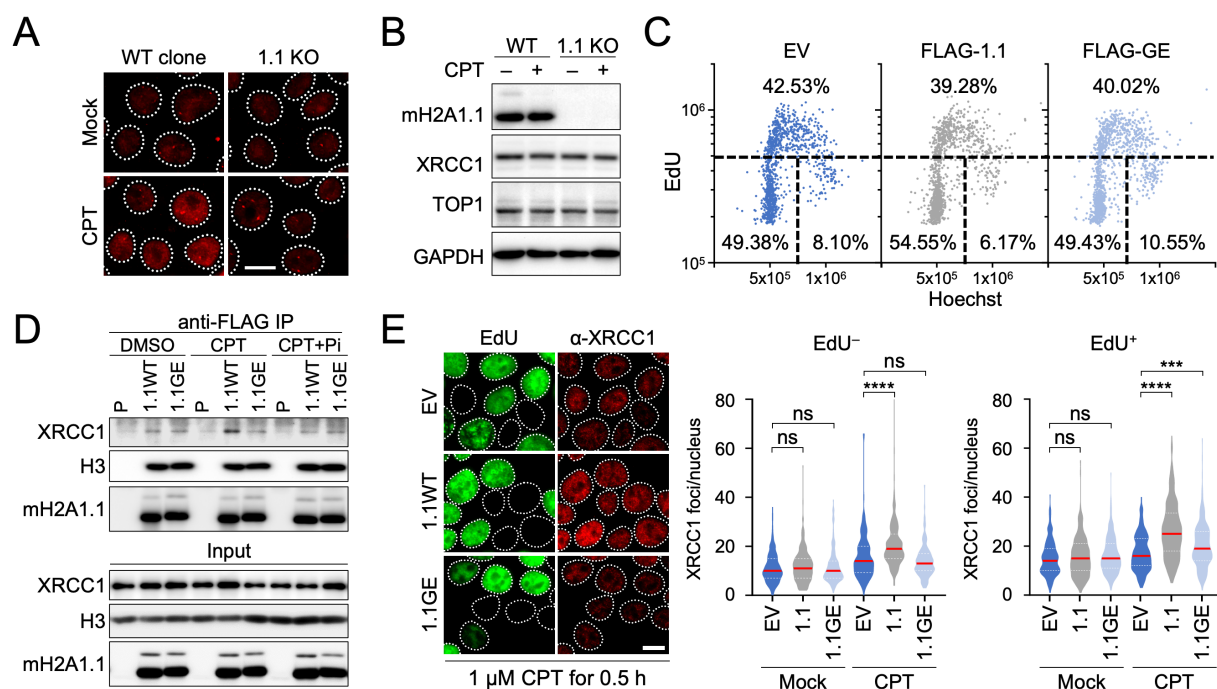 A
WT clone
1.1 KO
Mock
CPT
B
WT
1.1 KO
CPT
– + – +
mH2A1.1
XRCC1
TOP1
GAPDH
C
EV
FLAG-1.1
FLAG-GE
EdU
10⁶
10⁵
42.53%
39.28%
40.02%
49.38%
8.10%
54.55%
6.17%
49.43%
10.55%
5x10⁵
1x10⁶
5x10⁵
1x10⁶
5x10⁵
1x10⁶
Hoechst
D
anti-FLAG IP
DMSO
CPT
CPT+Pi
P
1.1WT
1.1GE
P
1.1WT
1.1GE
P
1.1WT
1.1GE
XRCC1
H3
mH2A1.1
Input
XRCC1
H3
mH2A1.1
E
EdU
α-XRCC1
EV
1.1WT
1.1GE
1 µM CPT for 0.5 h
EdU⁻
XRCC1 foci/nucleus
80
60
40
20
0
ns
ns
ns
****
EV
1.1
1.1GE
EV
1.1
1.1GE
Mock
CPT
EdU⁺
XRCC1 foci/nucleus
80
60
40
20
0
ns
ns
***
****
EV
1.1
1.1GE
EV
1.1
1.1GE
Mock
CPT